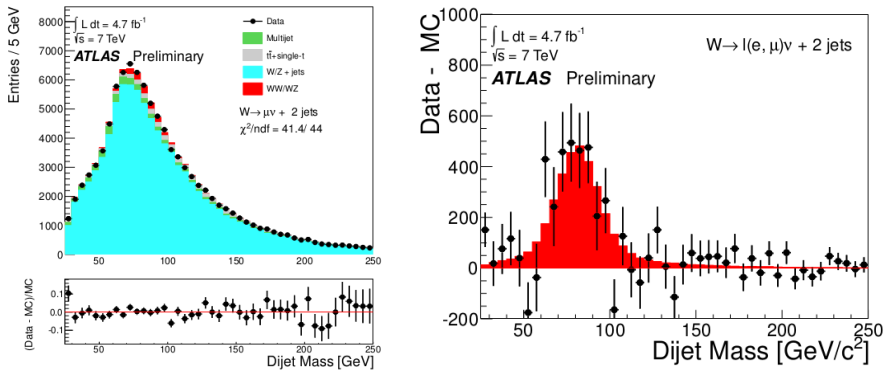 Entries / 5 GeV
8000
7000
6000
5000
4000
3000
2000
1000
0
∫ L dt = 4.7 fb⁻¹
√s = 7 TeV
ATLAS Preliminary
Data
Multijet
tt̄+single-t
W/Z + jets
WW/WZ
W→ μν + 2 jets
χ²/ndf = 41.4/ 44
50 100 150 200 250
(Data - MC)/MC
0.1
0.0
-0.1
50 100 150 200 250
Dijet Mass [GeV]
Data - MC
1000
800
600
400
200
0
-200
∫ L dt = 4.7 fb⁻¹
√s = 7 TeV
ATLAS Preliminary
W→ l(e, μ)ν + 2 jets
50 100 150 200 250
Dijet Mass [GeV/c²]